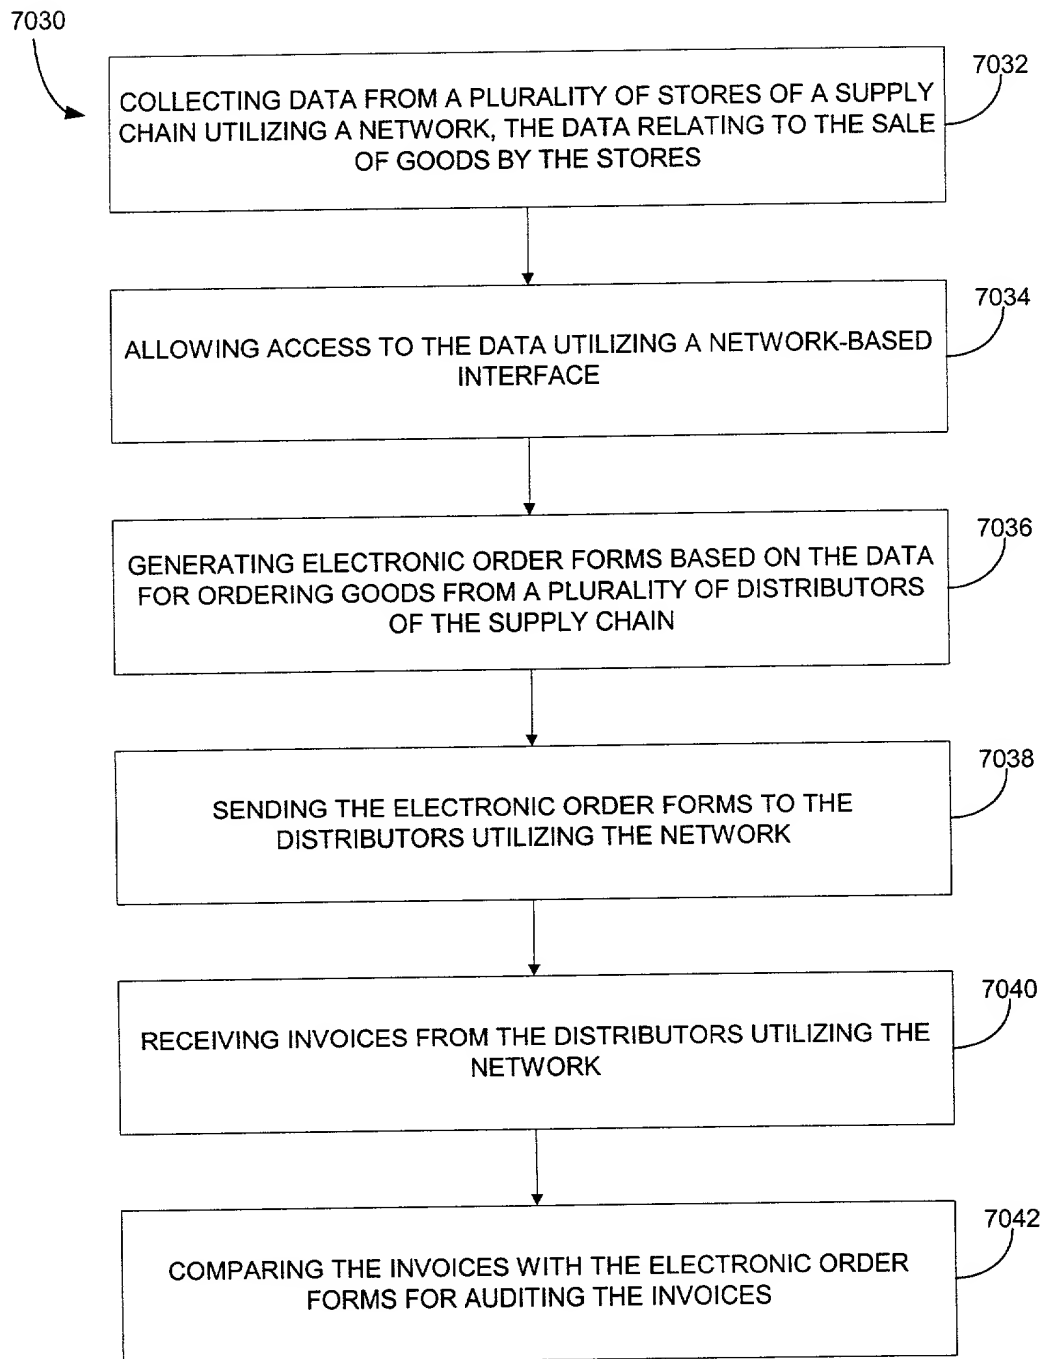 7030
7032
COLLECTING DATA FROM A PLURALITY OF STORES OF A SUPPLY
CHAIN UTILIZING A NETWORK, THE DATA RELATING TO THE SALE
OF GOODS BY THE STORES
7034
ALLOWING ACCESS TO THE DATA UTILIZING A NETWORK-BASED
INTERFACE
7036
GENERATING ELECTRONIC ORDER FORMS BASED ON THE DATA
FOR ORDERING GOODS FROM A PLURALITY OF DISTRIBUTORS
OF THE SUPPLY CHAIN
7038
SENDING THE ELECTRONIC ORDER FORMS TO THE
DISTRIBUTORS UTILIZING THE NETWORK
7040
RECEIVING INVOICES FROM THE DISTRIBUTORS UTILIZING THE
NETWORK
7042
COMPARING THE INVOICES WITH THE ELECTRONIC ORDER
FORMS FOR AUDITING THE INVOICES